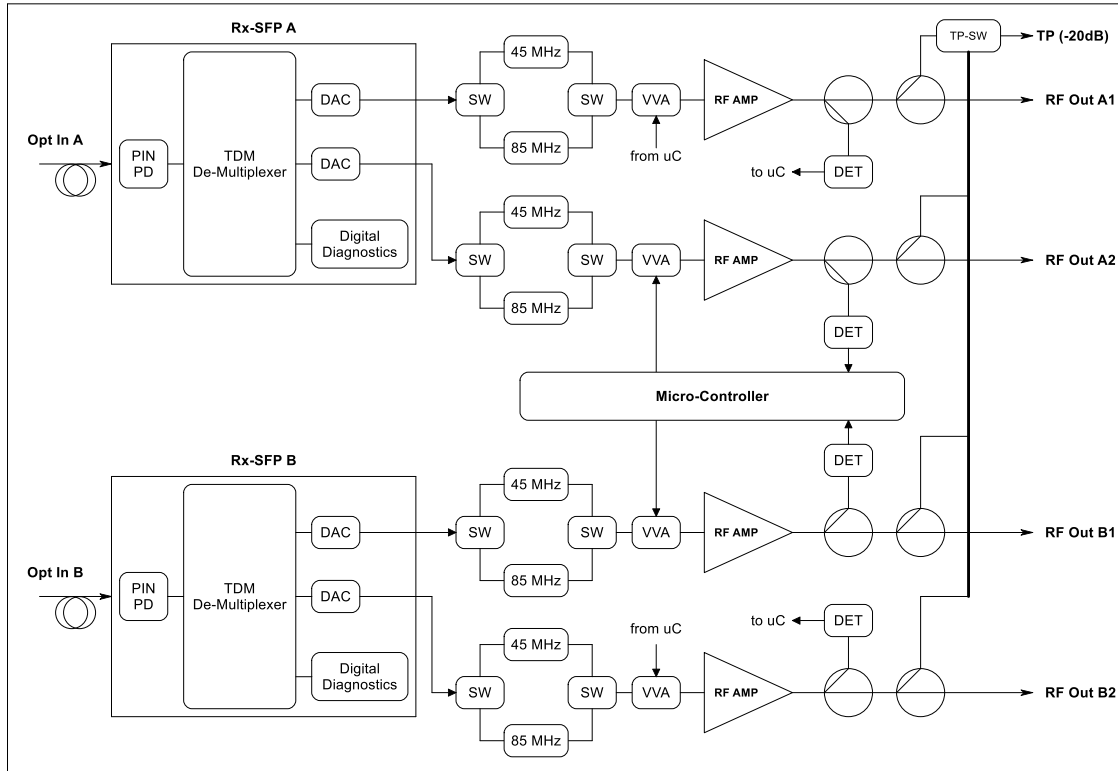 Rx-SFP A
TP-SW
TP (-20dB)
45 MHz
DAC
SW
SW
VVA
RF AMP
RF Out A1
85 MHz
from uC
Opt In A
PIN
PD
TDM
De-Multiplexer
DAC
to uC
DET
45 MHz
Digital
Diagnostics
SW
SW
VVA
RF AMP
RF Out A2
85 MHz
DET
Micro-Controller
Rx-SFP B
DET
45 MHz
DAC
SW
SW
VVA
RF AMP
RF Out B1
85 MHz
Opt In B
PIN
PD
TDM
De-Multiplexer
DAC
from uC
to uC
DET
45 MHz
Digital
Diagnostics
SW
SW
VVA
RF AMP
RF Out B2
85 MHz